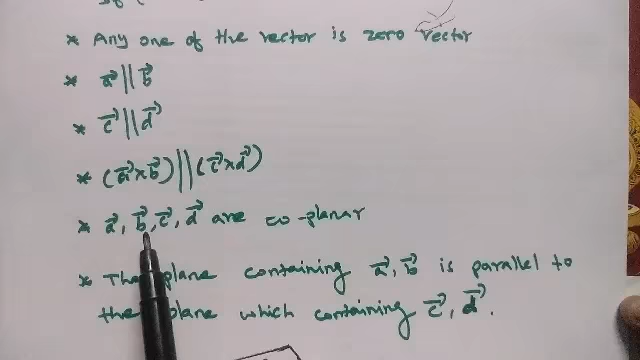 * Any one of the vector is zero vector
* a⃗ || b⃗
* c⃗ || d⃗
* (a⃗ × b⃗) || (c⃗ × d⃗)
* a⃗, b⃗, c⃗, d⃗ are co-planar
* The plane containing a⃗, b⃗ is parallel to
the plane which containing c⃗, d⃗.